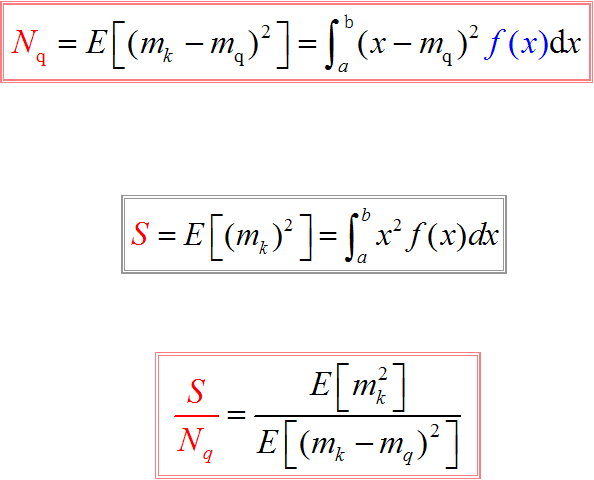 N_q = E[(m_k − m_q)^2] = ∫_a^b (x − m_q)^2 f(x)dx
S = E[(m_k)^2] = ∫_a^b x^2 f(x)dx
S/N_q = E[m_k^2] / E[(m_k − m_q)^2]